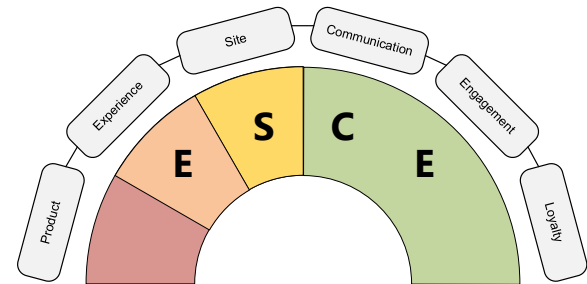 Product
Experience
Site
Communication
Engagement
Loyalty
E
S
C
E